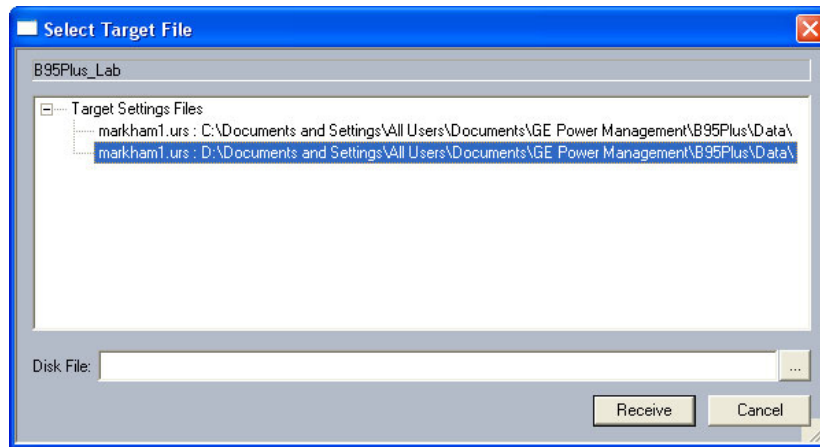 Select Target File
B95Plus_Lab
Target Settings Files
markham1.urs : C:\Documents and Settings\All Users\Documents\GE Power Management\B95Plus\Data\
markham1.urs : D:\Documents and Settings\All Users\Documents\GE Power Management\B95Plus\Data\
Disk File:
...
Receive Cancel